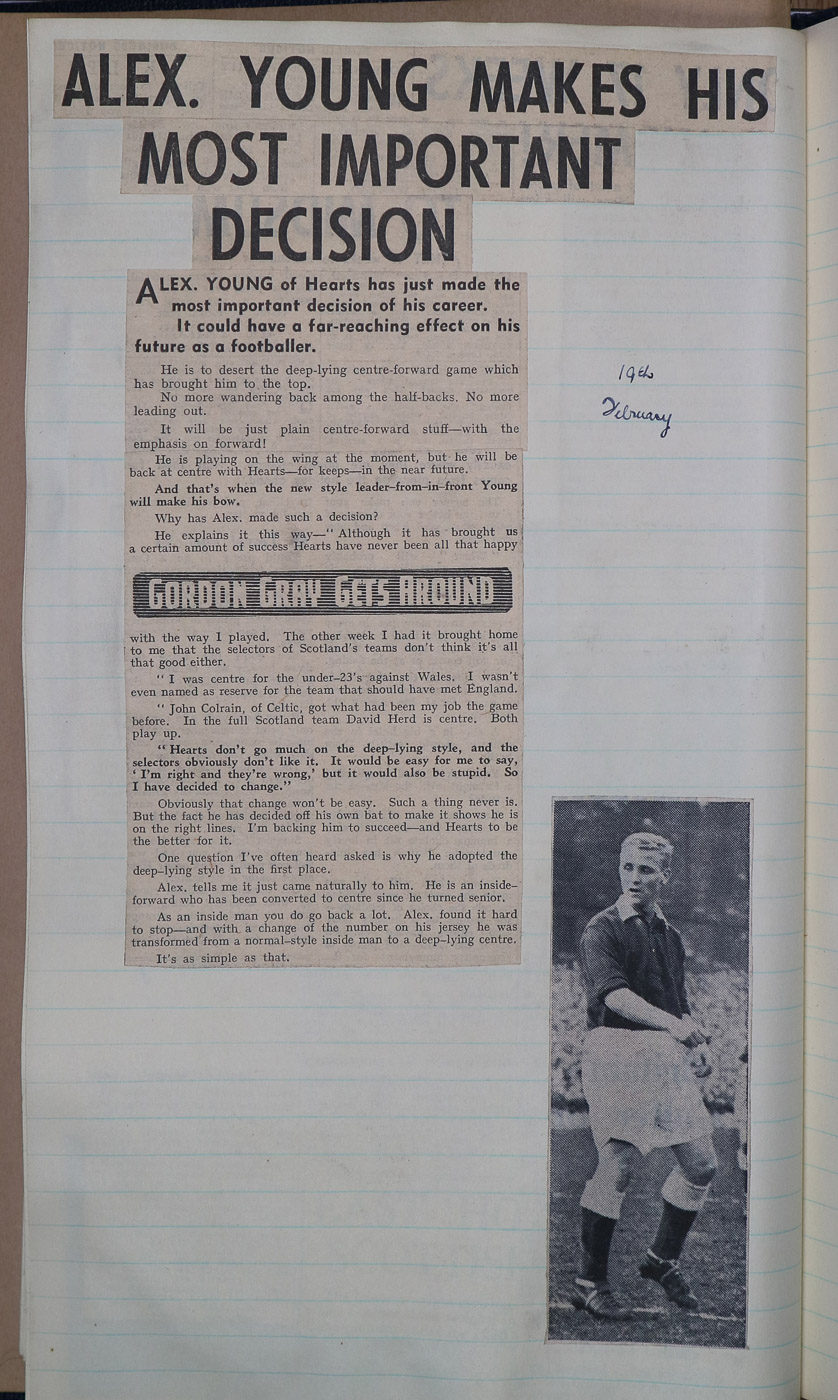 ALEX. YOUNG MAKES HIS
MOST IMPORTANT
DECISION
ALEX. YOUNG of Hearts has just made the
most important decision of his career.
It could have a far-reaching effect on his
future as a footballer.
He is to desert the deep-lying centre-forward game which
has brought him to the top.
No more wandering back among the half-backs. No more
leading out.
It will be just plain centre-forward stuff—with the
emphasis on forward!
He is playing on the wing at the moment, but he will be
back at centre with Hearts—for keeps—in the near future.
And that's when the new style leader-from-in-front Young
will make his bow.
Why has Alex. made such a decision?
He explains it this way—" Although it has brought us
a certain amount of success Hearts have never been all that happy
GORDON GRAY GETS AROUND
with the way I played. The other week I had it brought home
to me that the selectors of Scotland's teams don't think it's all
that good either.
" I was centre for the under-23's against Wales. I wasn't
even named as reserve for the team that should have met England.
" John Colrain, of Celtic, got what had been my job the game
before. In the full Scotland team David Herd is centre. Both
play up.
" Hearts don't go much on the deep-lying style, and the
selectors obviously don't like it. It would be easy for me to say,
' I'm right and they're wrong,' but it would also be stupid. So
I have decided to change."
Obviously that change won't be easy. Such a thing never is.
But the fact he has decided off his own bat to make it shows he is
on the right lines. I'm backing him to succeed—and Hearts to be
the better for it.
One question I've often heard asked is why he adopted the
deep-lying style in the first place.
Alex. tells me it just came naturally to him. He is an inside-
forward who has been converted to centre since he turned senior.
As an inside man you do go back a lot. Alex. found it hard
to stop—and with a change of the number on his jersey he was
transformed from a normal-style inside man to a deep-lying centre.
It's as simple as that.
19th
February